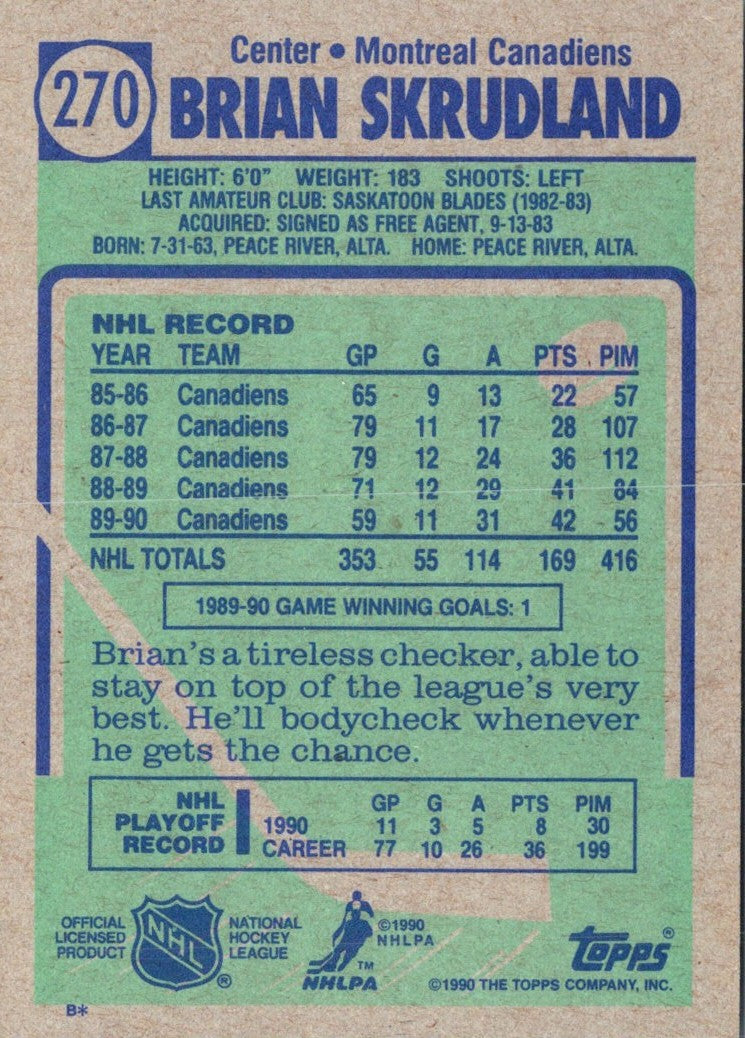 270
Center • Montreal Canadiens
BRIAN SKRUDLAND
HEIGHT: 6'0" WEIGHT: 183 SHOOTS: LEFT
LAST AMATEUR CLUB: SASKATOON BLADES (1982-83)
ACQUIRED: SIGNED AS FREE AGENT, 9-13-83
BORN: 7-31-63, PEACE RIVER, ALTA. HOME: PEACE RIVER, ALTA.
NHL RECORD
YEAR TEAM GP G A PTS PIM
85-86 Canadiens 65 9 13 22 57
86-87 Canadiens 79 11 17 28 107
87-88 Canadiens 79 12 24 36 112
88-89 Canadiens 71 12 29 41 84
89-90 Canadiens 59 11 31 42 56
NHL TOTALS 353 55 114 169 416
1989-90 GAME WINNING GOALS: 1
Brian's a tireless checker, able to
stay on top of the league's very
best. He'll bodycheck whenever
he gets the chance.
NHL PLAYOFF RECORD
GP G A PTS PIM
1990 11 3 5 8 30
CAREER 77 10 26 36 199
OFFICIAL
LICENSED
PRODUCT
NHL
®
NATIONAL
HOCKEY
LEAGUE
©1990
NHLPA
TM
NHLPA
topps®
©1990 THE TOPPS COMPANY, INC.
B*